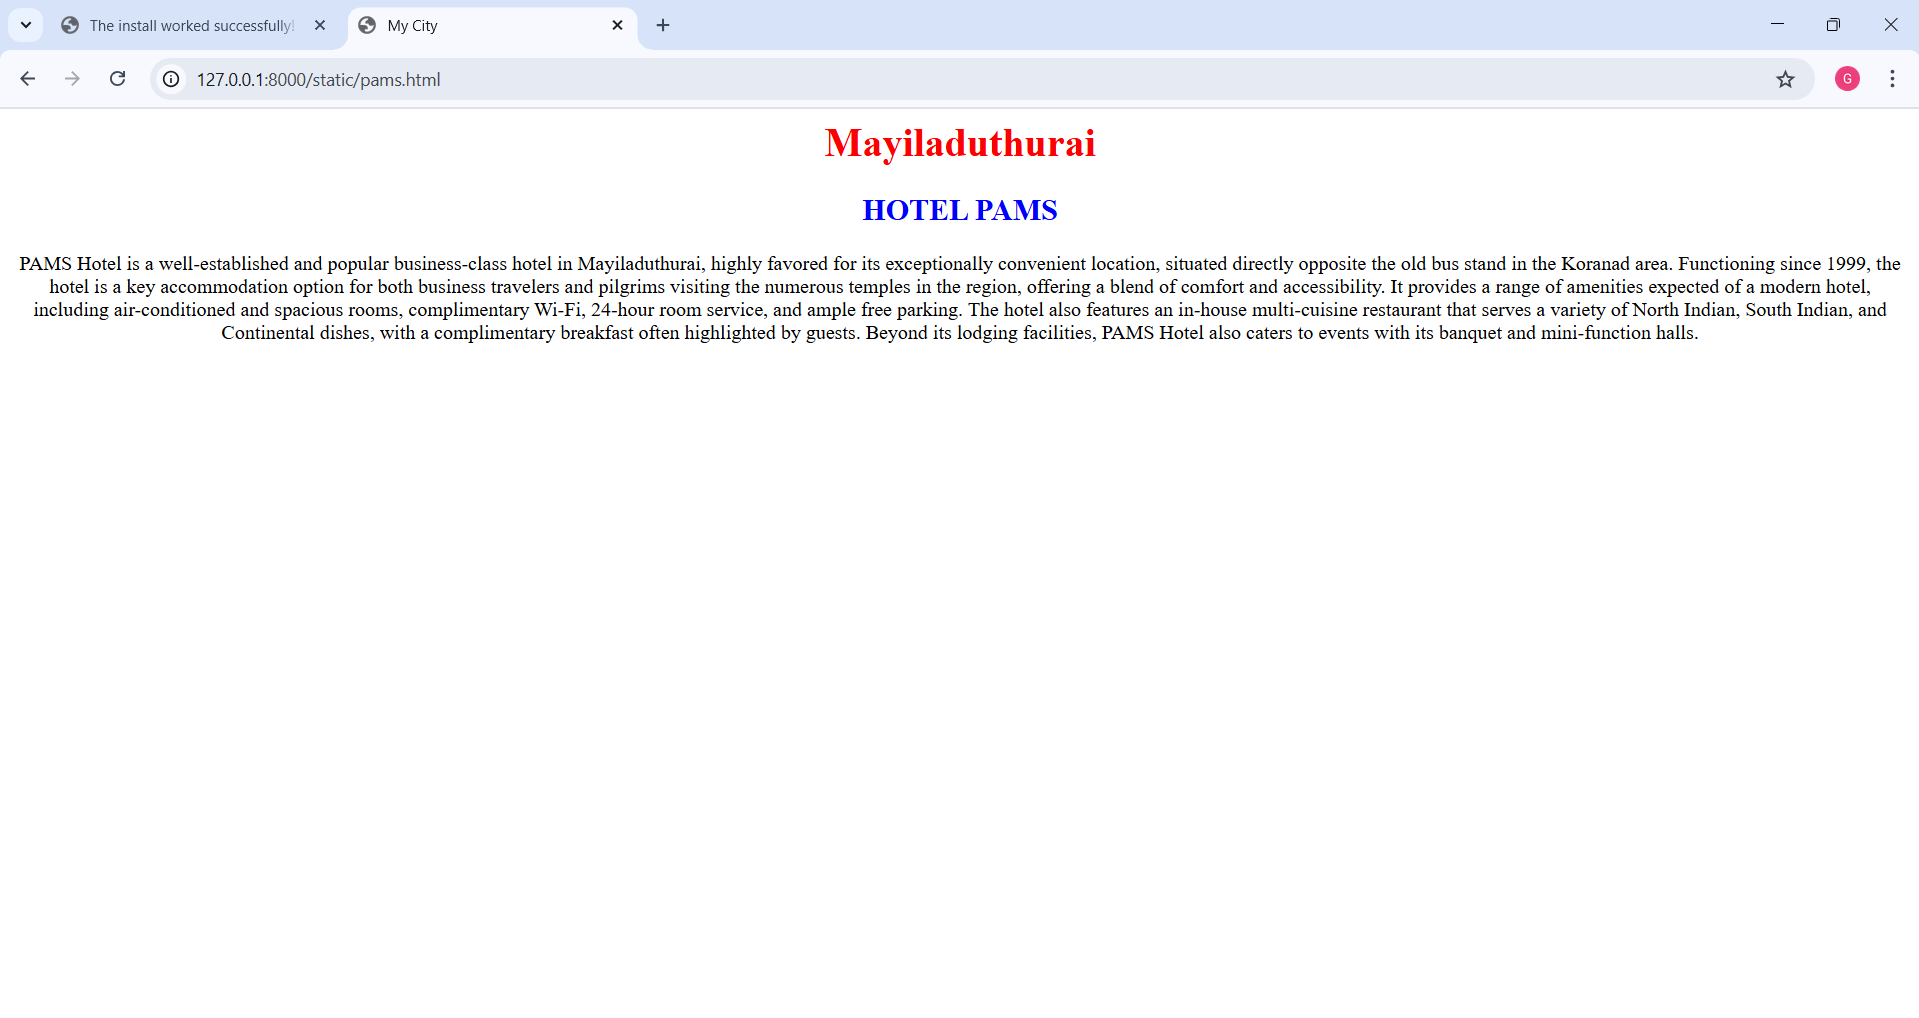 The install worked successfully!
My City
127.0.0.1:8000/static/pams.html
G
Mayiladuthurai
HOTEL PAMS
PAMS Hotel is a well-established and popular business-class hotel in Mayiladuthurai, highly favored for its exceptionally convenient location, situated directly opposite the old bus stand in the Koranad area. Functioning since 1999, the
hotel is a key accommodation option for both business travelers and pilgrims visiting the numerous temples in the region, offering a blend of comfort and accessibility. It provides a range of amenities expected of a modern hotel,
including air-conditioned and spacious rooms, complimentary Wi-Fi, 24-hour room service, and ample free parking. The hotel also features an in-house multi-cuisine restaurant that serves a variety of North Indian, South Indian, and
Continental dishes, with a complimentary breakfast often highlighted by guests. Beyond its lodging facilities, PAMS Hotel also caters to events with its banquet and mini-function halls.